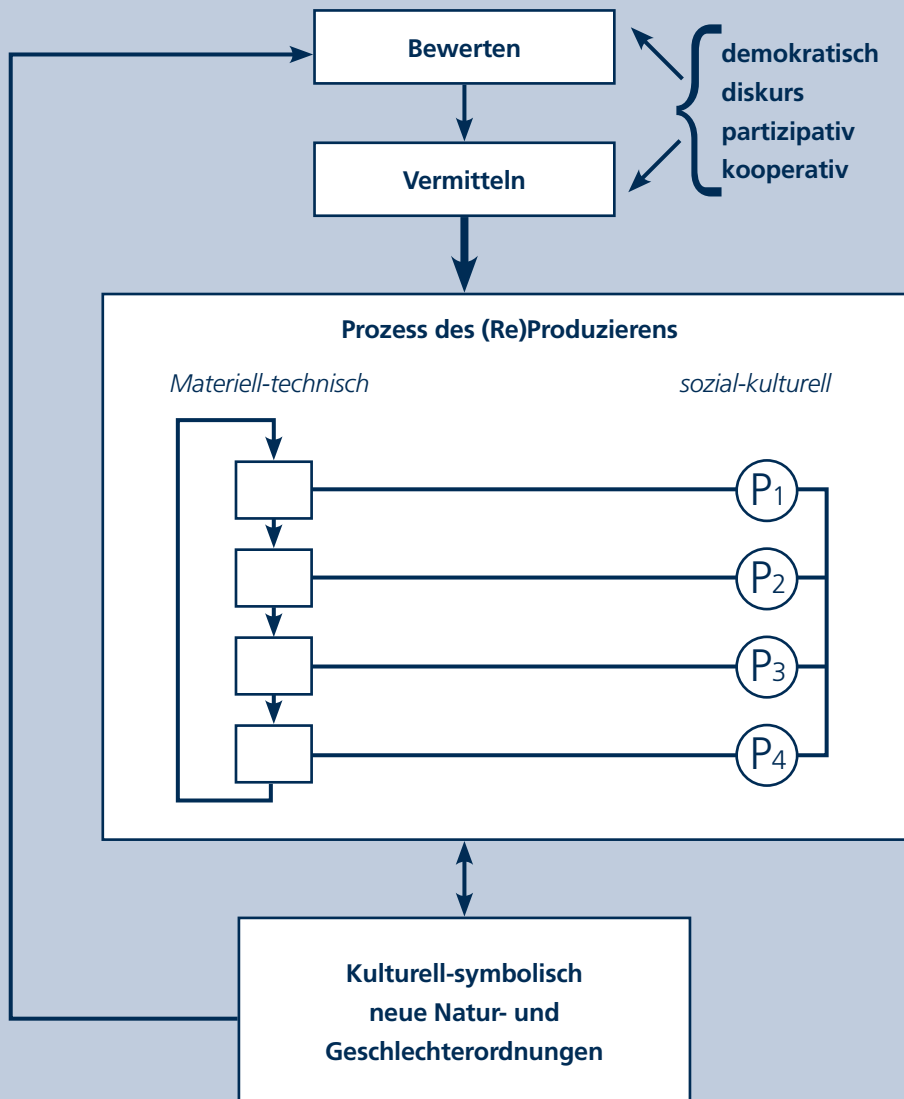 Bewerten
demokratisch
diskurs
partizipativ
kooperativ
Vermitteln
Prozess des (Re)Produzierens
Materiell-technisch
sozial-kulturell
P1
P2
P3
P4
Kulturell-symbolisch
neue Natur- und
Geschlechterordnungen